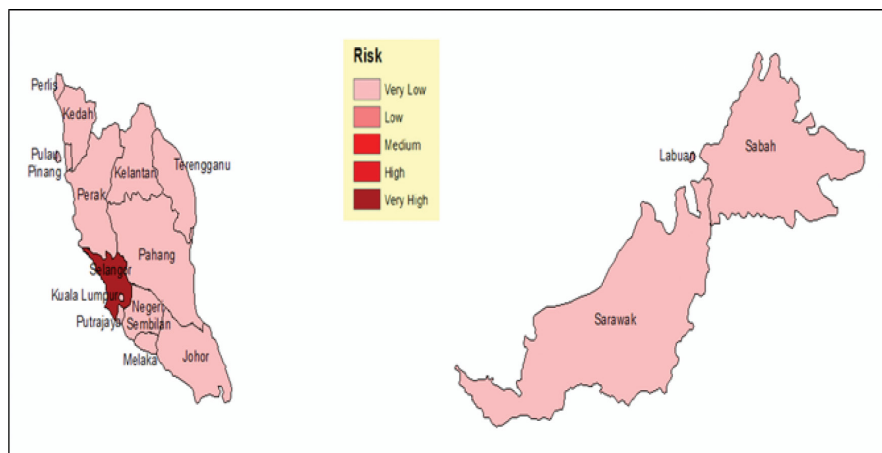 Risk
Very Low
Low
Medium
High
Very High
Perlis
Kedah
Pulau
Pinang
Perak
Kelantan
Terengganu
Pahang
Selangor
Kuala Lumpur
Putrajaya
Negeri
Sembilan
Melaka
Johor
Labuan
Sabah
Sarawak